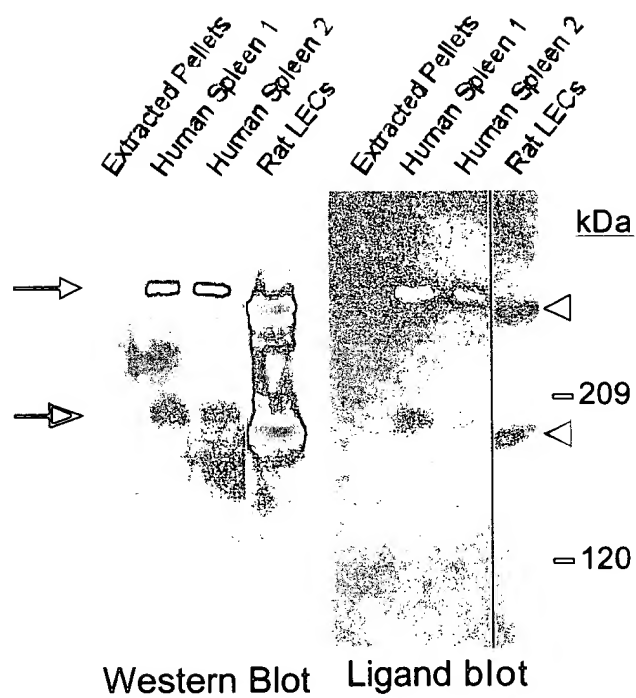 Extracted Pellets
Human Spleen 1
Human Spleen 2
Rat LECs
Extracted Pellets
Human Spleen 1
Human Spleen 2
Rat LECs
kDa
209
120
Western Blot
Ligand blot